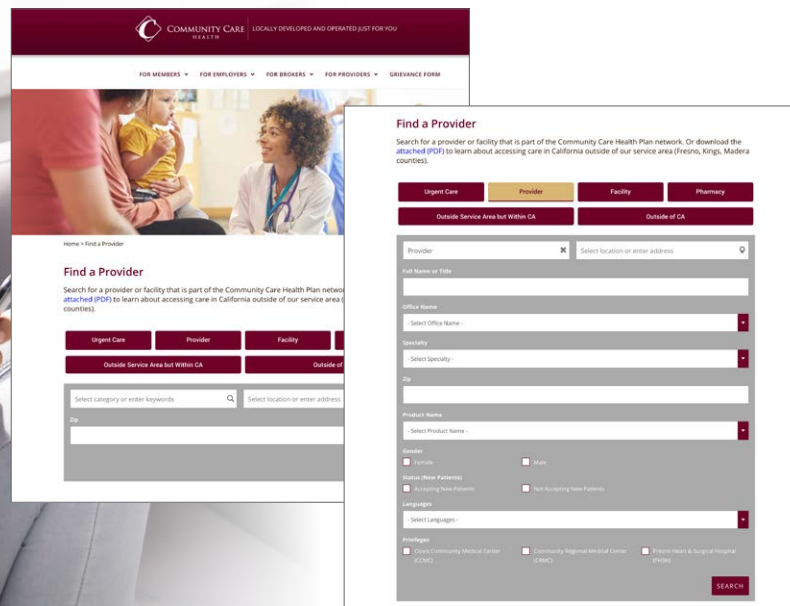 COMMUNITY CARE
HEALTH
LOCALLY DEVELOPED AND OPERATED JUST FOR YOU
FOR MEMBERS
FOR EMPLOYERS
FOR BROKERS
FOR PROVIDERS
GRIEVANCE FORM
Home > Find a Provider
Find a Provider
Search for a provider or facility that is part of the Community Care Health Plan
attached (PDF) to learn about accessing care in California outside of our service area
counties).
Urgent Care
Provider
Facility
Outside Service Area but Within CA
Outside of
Select category or enter keywords
Select location or enter address
Zip
Find a Provider
Search for a provider or facility that is part of the Community Care Health Plan network. Or download the
attached (PDF) to learn about accessing care in California outside of our service area (Fresno, Kings, Madera
counties).
Urgent Care
Provider
Facility
Pharmacy
Outside Service Area but Within CA
Outside of CA
Provider
Select location or enter address
Full Name or Title
Office Name
- Select Office Name -
Specialty
- Select Specialty -
Zip
Product Name
- Select Product Name -
Gender
Female
Male
Status (New Patients)
Accepting New Patients
Not Accepting New Patients
Languages
- Select Languages -
Privileges
Clovis Community Medical Center
(CCMC)
Community Regional Medical Center
(CRMC)
Fresno Heart & Surgical Hospital
(FHSH)
SEARCH